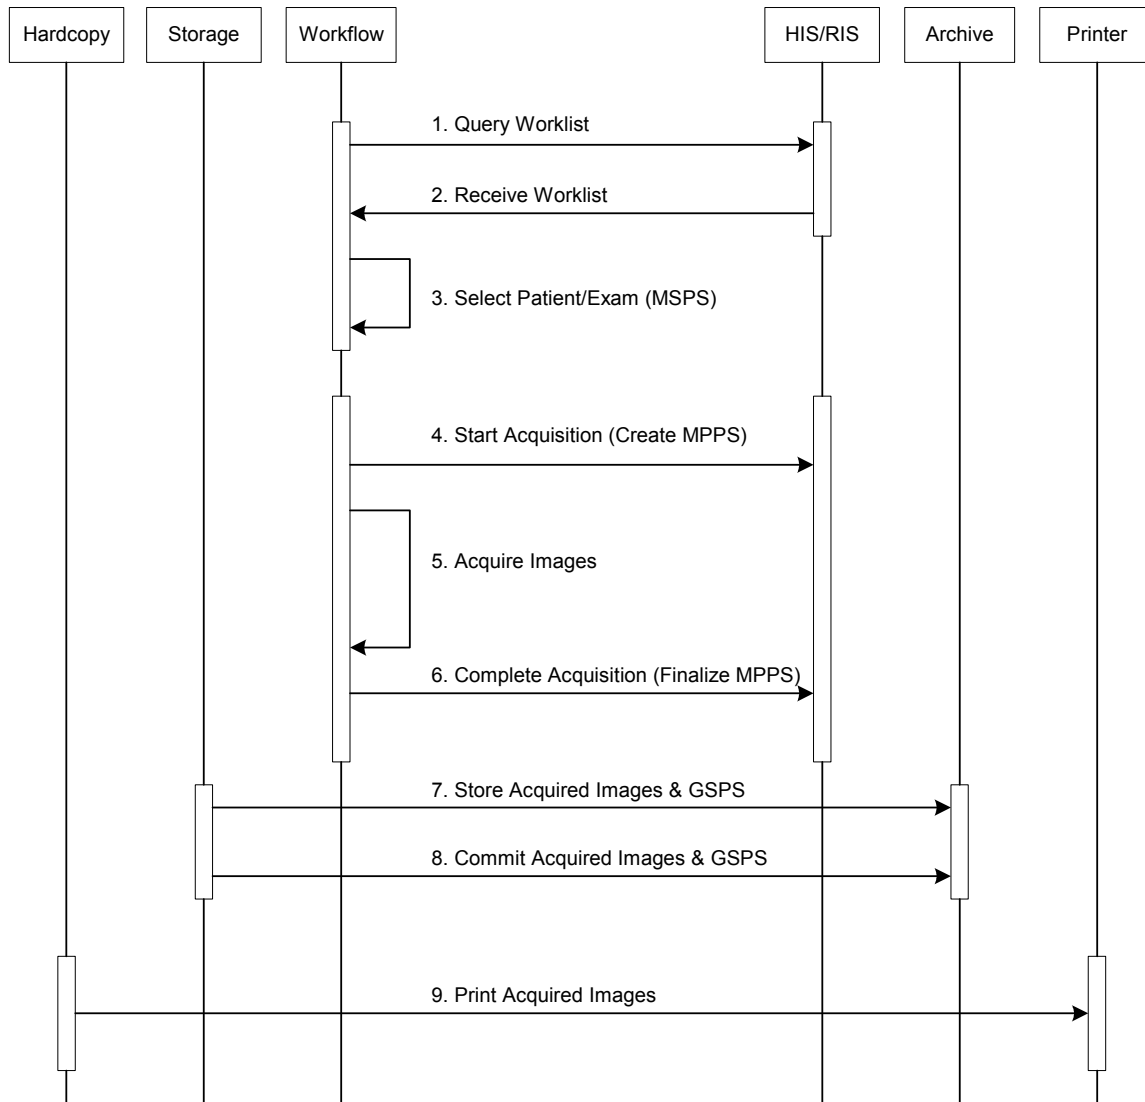 Hardcopy
Storage
Workflow
HIS/RIS
Archive
Printer
1. Query Worklist
2. Receive Worklist
3. Select Patient/Exam (MSPS)
4. Start Acquisition (Create MPPS)
5. Acquire Images
6. Complete Acquisition (Finalize MPPS)
7. Store Acquired Images & GSPS
8. Commit Acquired Images & GSPS
9. Print Acquired Images